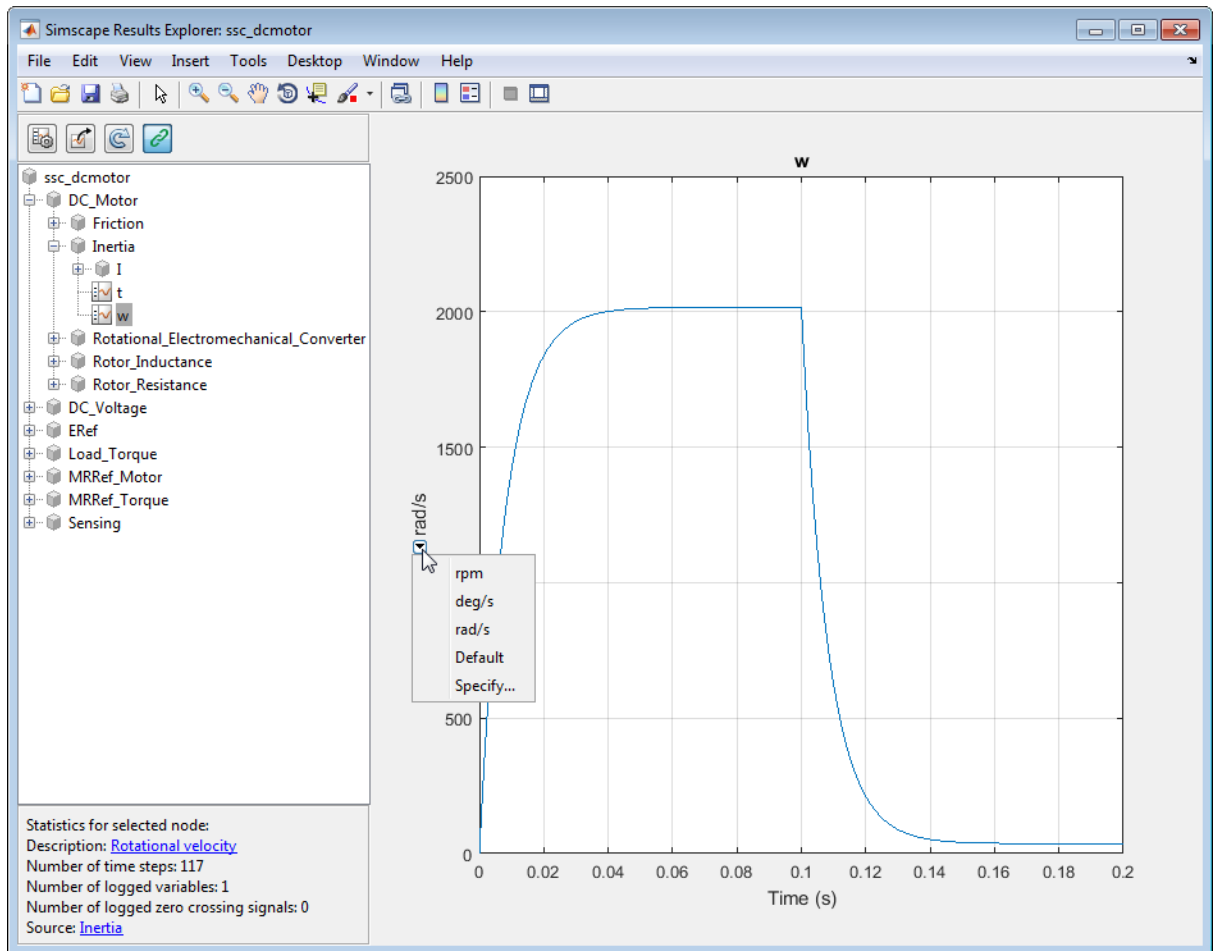 Simscape Results Explorer: ssc_dcmotor
File Edit View Insert Tools Desktop Window Help
ssc_dcmotor
DC_Motor
Friction
Inertia
I
t
w
Rotational_Electromechanical_Converter
Rotor_Inductance
Rotor_Resistance
DC_Voltage
ERef
Load_Torque
MRRef_Motor
MRRef_Torque
Sensing
Statistics for selected node:
Description: Rotational velocity
Number of time steps: 117
Number of logged variables: 1
Number of logged zero crossing signals: 0
Source: Inertia
w
2500
2000
1500
500
0
rad/s
rpm
deg/s
rad/s
Default
Specify...
0 0.02 0.04 0.06 0.08 0.1 0.12 0.14 0.16 0.18 0.2
Time (s)